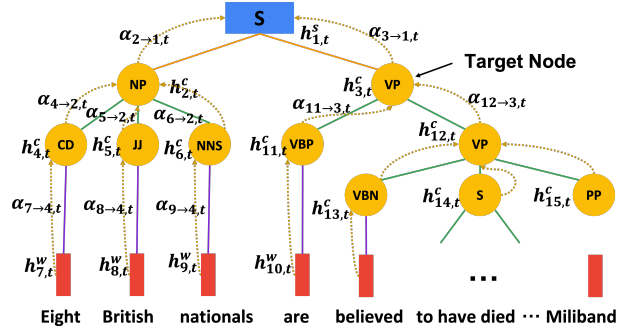 S
α₂→₁,t h^s_1,t α₃→₁,t
Target Node
NP h^c_2,t h^c_3,t VP
α₄→₂,t α₅→₂,t α₆→₂,t α₁₁→₃,t α₁₂→₃,t
h^c_4,t CD h^c_5,t JJ h^c_6,t NNS h^c_11,t VBP h^c_12,t VP
α₇→₄,t α₈→₄,t α₉→₄,t h^c_13,t VBN h^c_14,t S h^c_15,t PP
h^w_7,t h^w_8,t h^w_9,t h^w_10,t ...
Eight British nationals are believed to have died ... Miliband